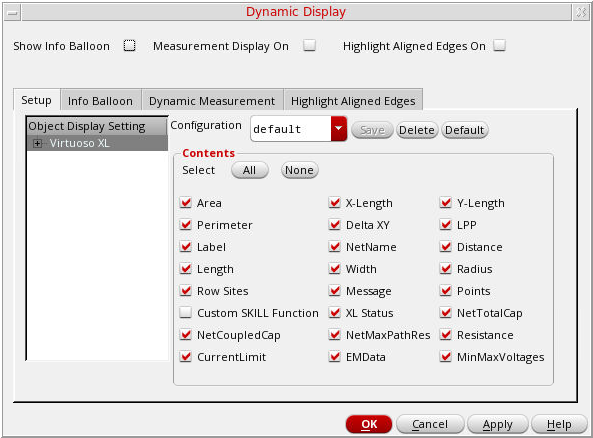 Dynamic Display
Show Info Balloon Measurement Display On Highlight Aligned Edges On
Setup Info Balloon Dynamic Measurement Highlight Aligned Edges
Object Display Setting
Virtuoso XL
Configuration default Save Delete Default
Contents
Select All None
Area X-Length Y-Length
Perimeter Delta XY LPP
Label NetName Distance
Length Width Radius
Row Sites Message Points
Custom SKILL Function XL Status NetTotalCap
NetCoupledCap NetMaxPathRes Resistance
CurrentLimit EMData MinMaxVoltages
OK Cancel Apply Help